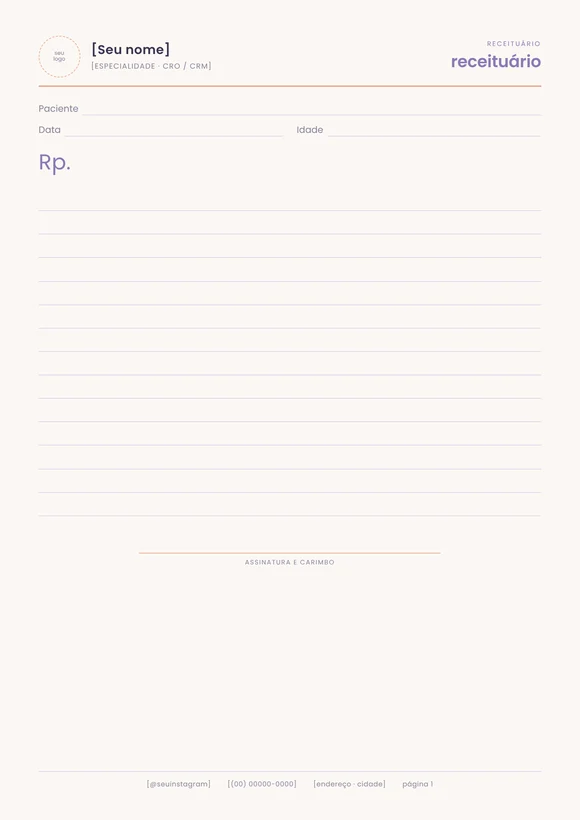 seu
logo
[Seu nome]
[ESPECIALIDADE · CRO / CRM]
RECEITUÁRIO
receituário
Paciente
Data
Idade
Rp.
ASSINATURA E CARIMBO
[@seuinstagram] [(00) 00000-0000] [endereço · cidade] página 1